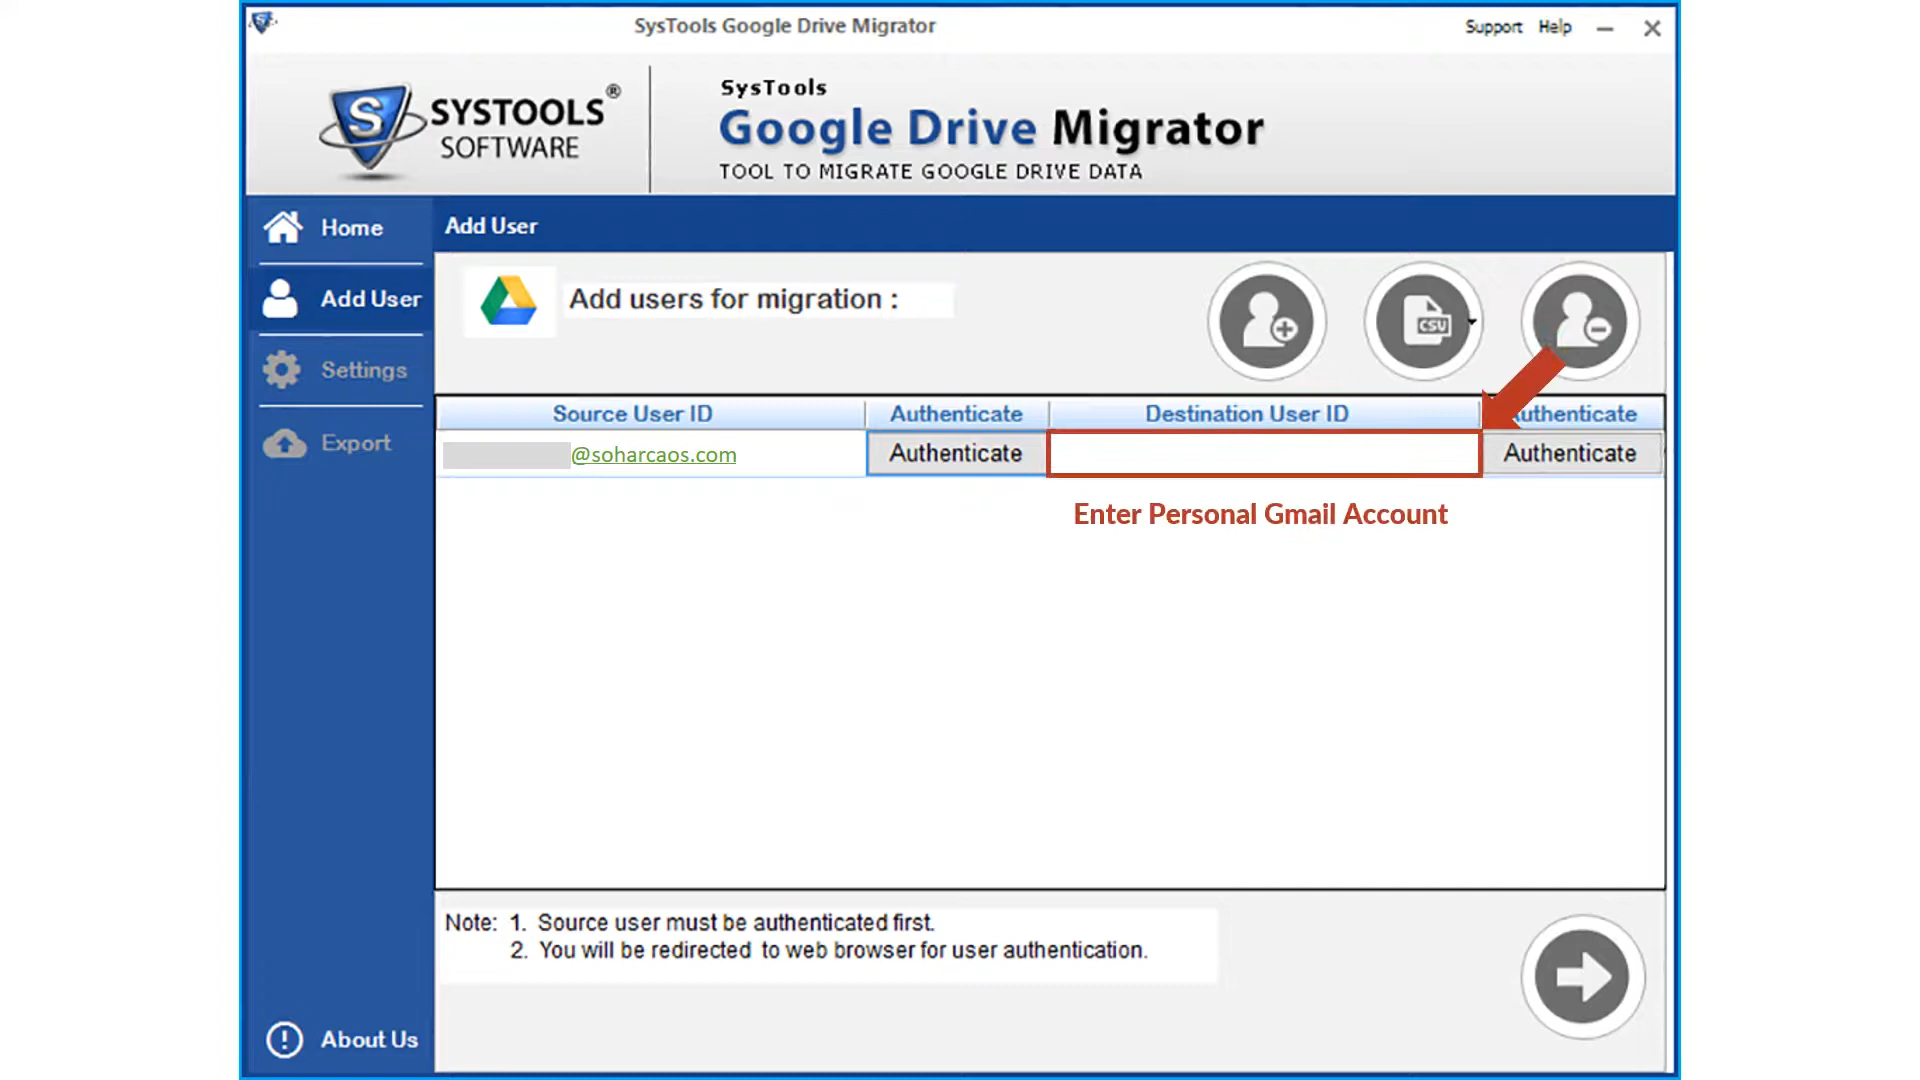 SysTools Google Drive Migrator
Support Help
SYSTOOLS®
SOFTWARE
SysTools
Google Drive Migrator
TOOL TO MIGRATE GOOGLE DRIVE DATA
Home
Add User
Settings
Export
About Us
Add User
Add users for migration :
CSV
Source User ID Authenticate Destination User ID Authenticate
@soharcaos.com Authenticate Authenticate
Enter Personal Gmail Account
Note: 1. Source user must be authenticated first.
2. You will be redirected to web browser for user authentication.